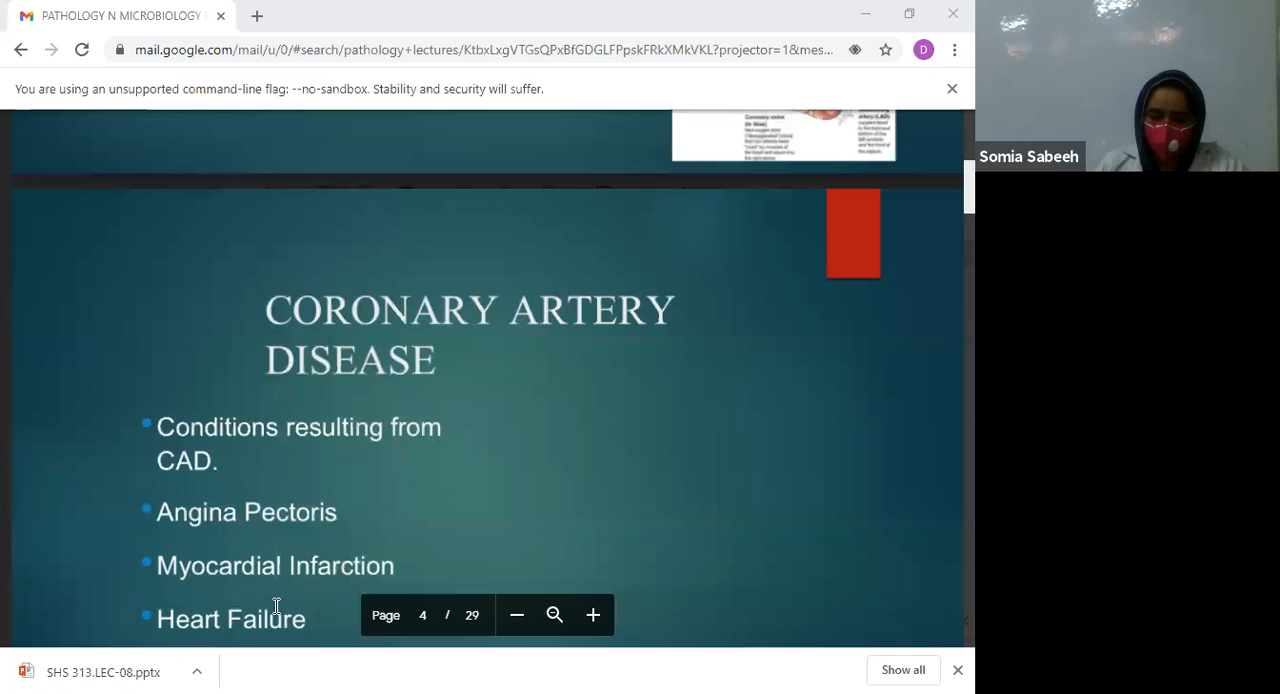 PATHOLOGY N MICROBIOLOGY
mail.google.com/mail/u/0/#search/pathology+lectures/KtbxLxgVTGsQPxBfGDGLFPpskFRkXMkVKL?projector=1&mes...
D
You are using an unsupported command-line flag: --no-sandbox. Stability and security will suffer.
artery (LAD)
Somia Sabeeh
CORONARY ARTERY
DISEASE
Conditions resulting from
CAD.
Angina Pectoris
Myocardial Infarction
Heart Failure
Page 4 / 29
SHS 313.LEC-08.pptx
Show all